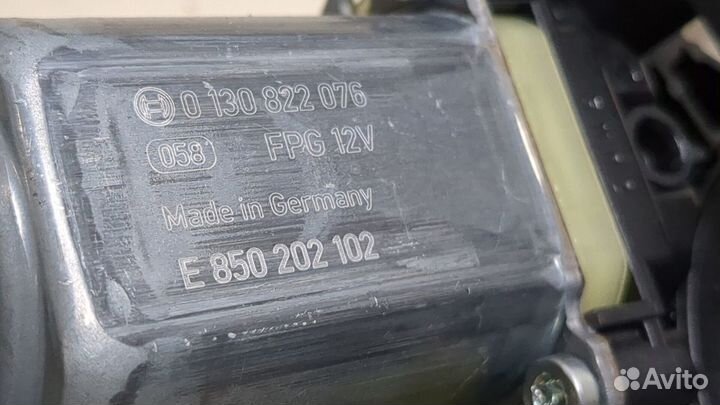 0 130 822 076
058 FPG 12V
Made in Germany
E 850 202 102
Avito